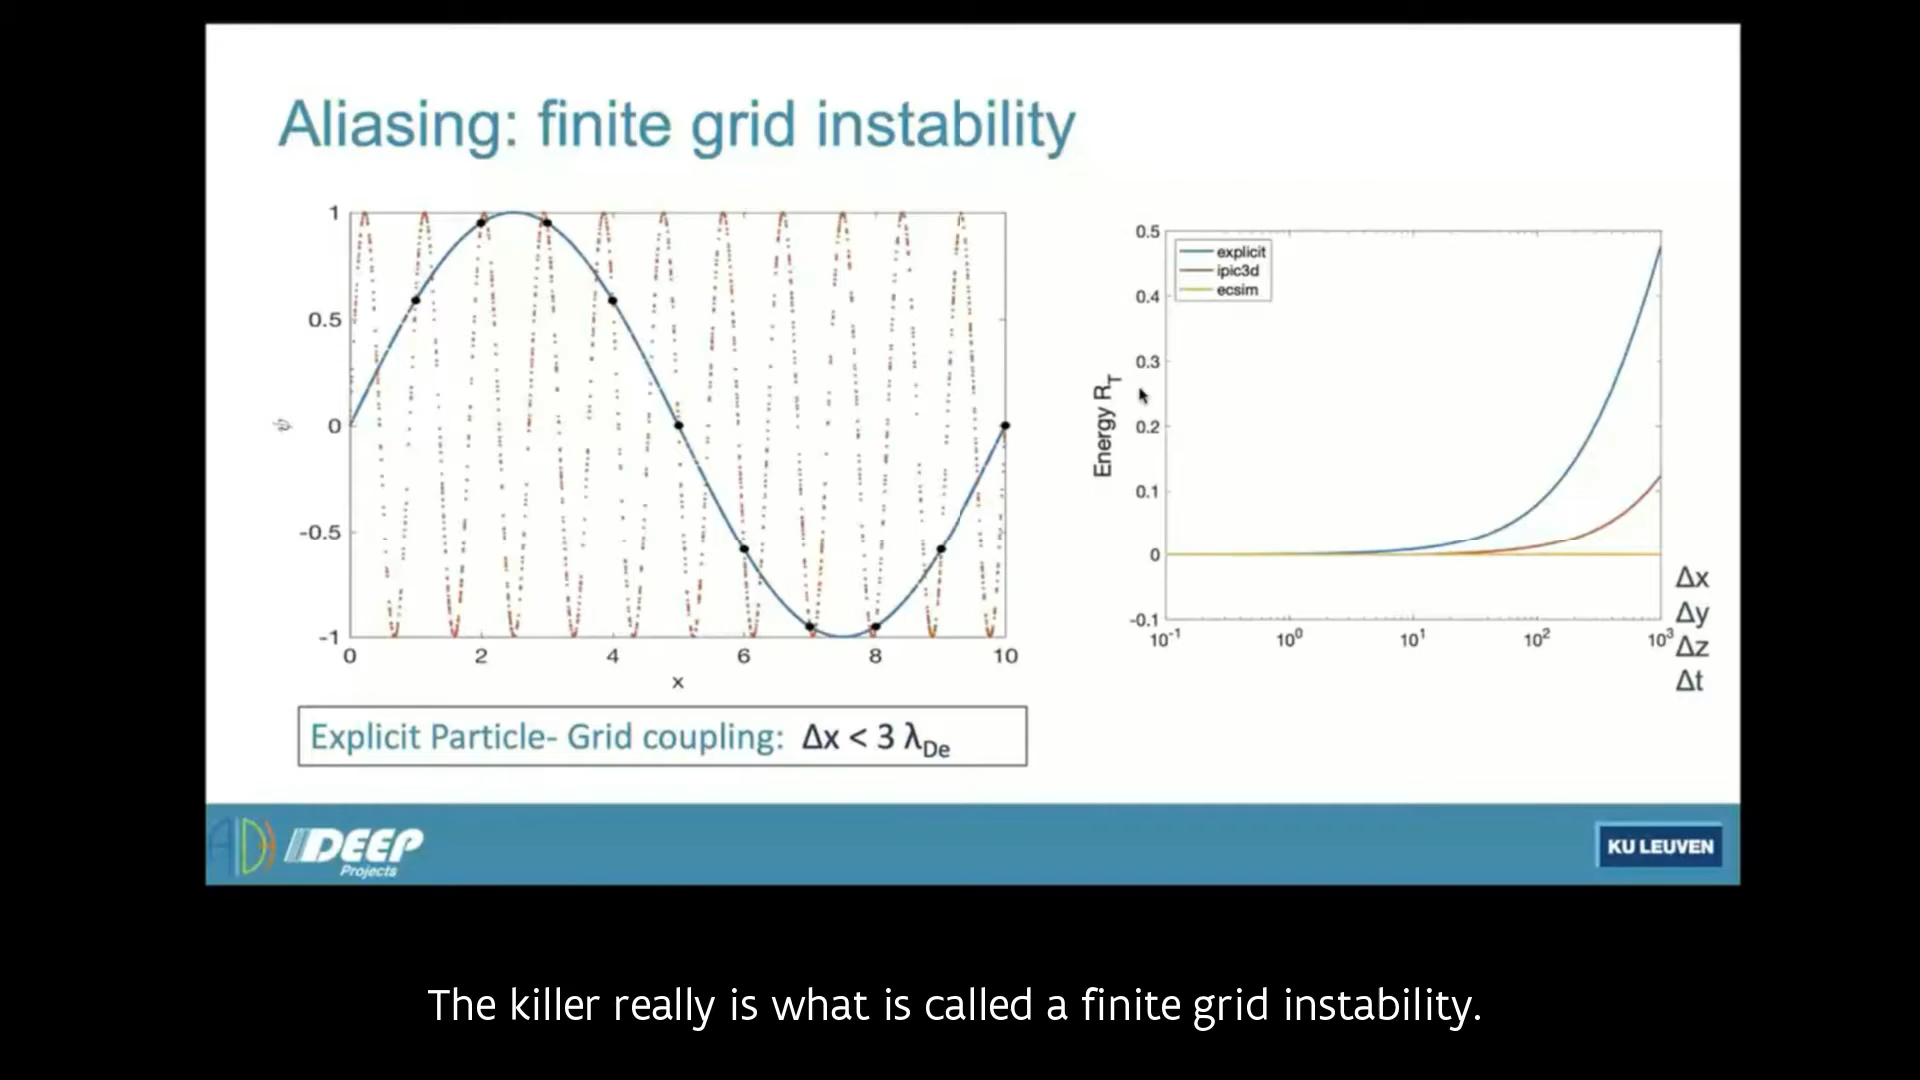 Aliasing: finite grid instability
1
0.5
0
-0.5
-1
ψ
0 2 4 6 8 10
x
Explicit Particle- Grid coupling: Δx < 3 λDe
0.5
0.4
0.3
0.2
0.1
0
-0.1
Energy RT
explicit
ipic3d
ecsim
10-1 100 101 102 103
Δx
Δy
Δz
Δt
DEEP
Projects
KU LEUVEN
The killer really is what is called a finite grid instability.